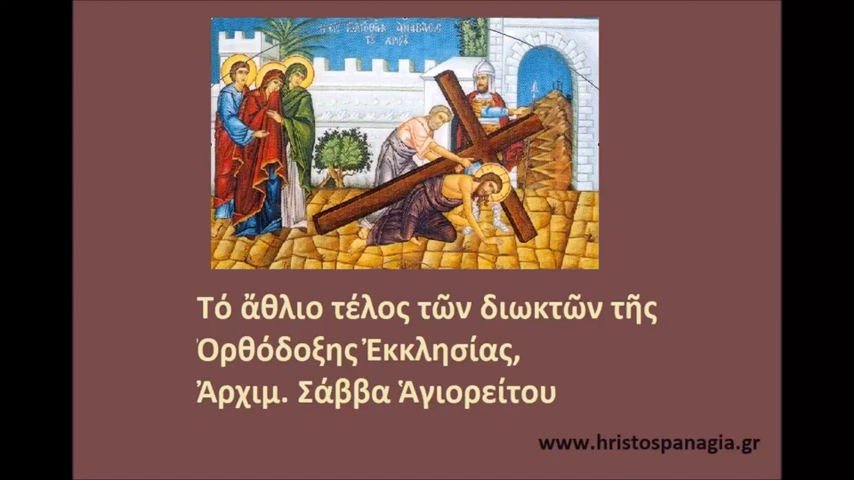 Τό ἄθλιο τέλος τῶν διωκτῶν τῆς
Ὀρθόδοξης Ἐκκλησίας,
Ἀρχιμ. Σάββα Ἁγιορείτου
www.hristospanagia.gr